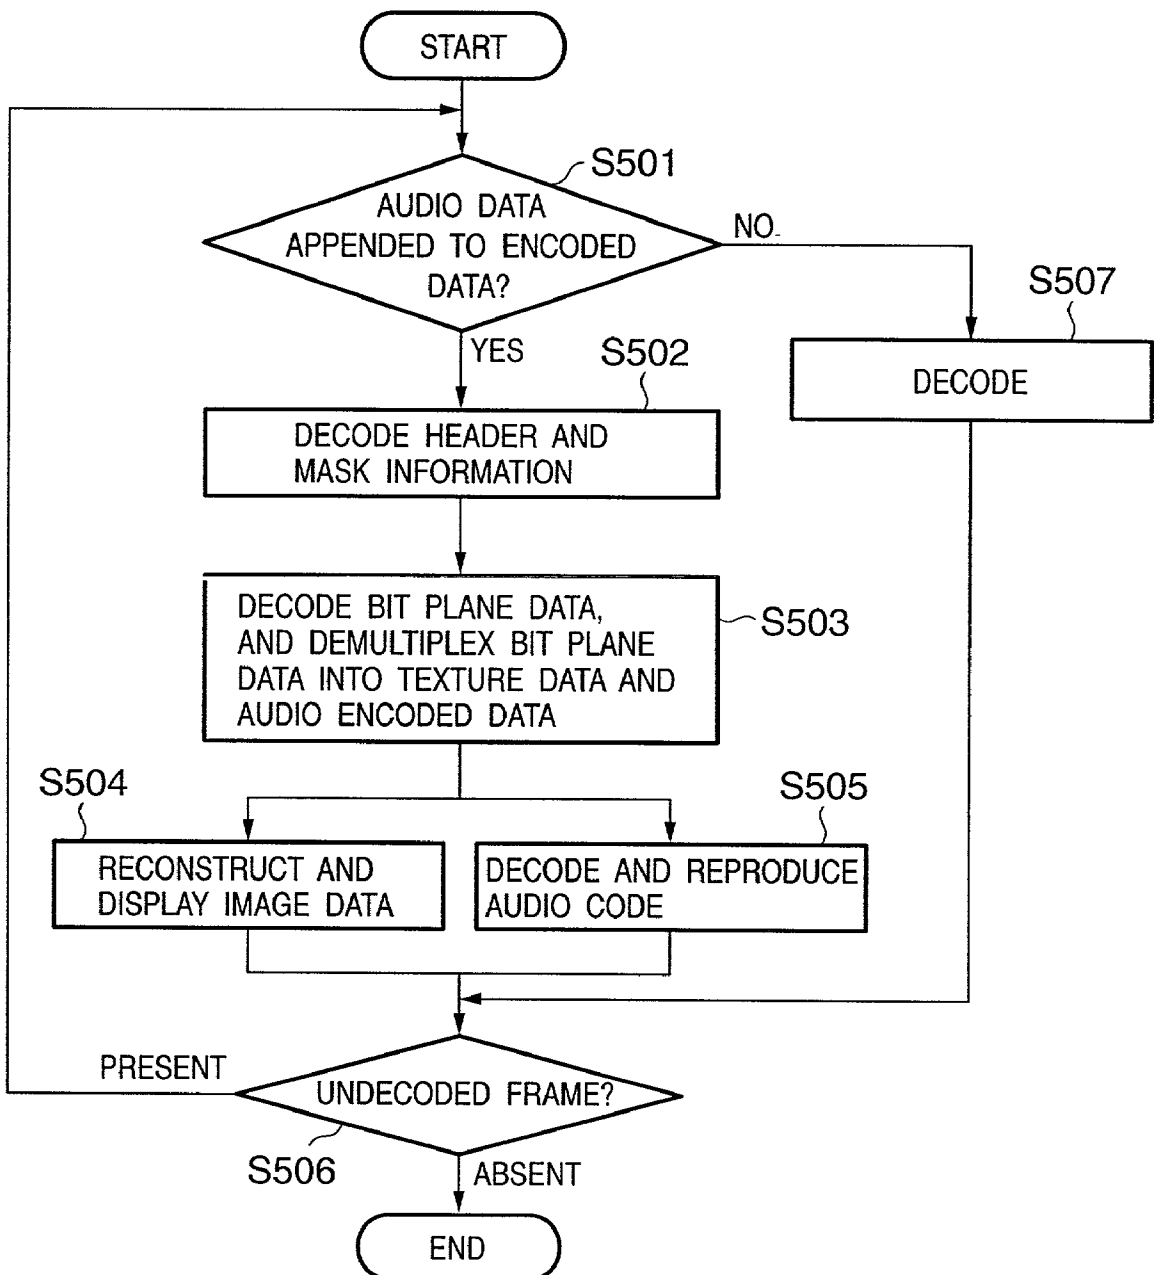 START
S501
AUDIO DATA
APPENDED TO ENCODED
DATA?
NO
YES
S507
DECODE
S502
DECODE HEADER AND
MASK INFORMATION
DECODE BIT PLANE DATA,
AND DEMULTIPLEX BIT PLANE
DATA INTO TEXTURE DATA AND
AUDIO ENCODED DATA
S503
S504
RECONSTRUCT AND
DISPLAY IMAGE DATA
S505
DECODE AND REPRODUCE
AUDIO CODE
PRESENT
UNDECODED FRAME?
S506
ABSENT
END